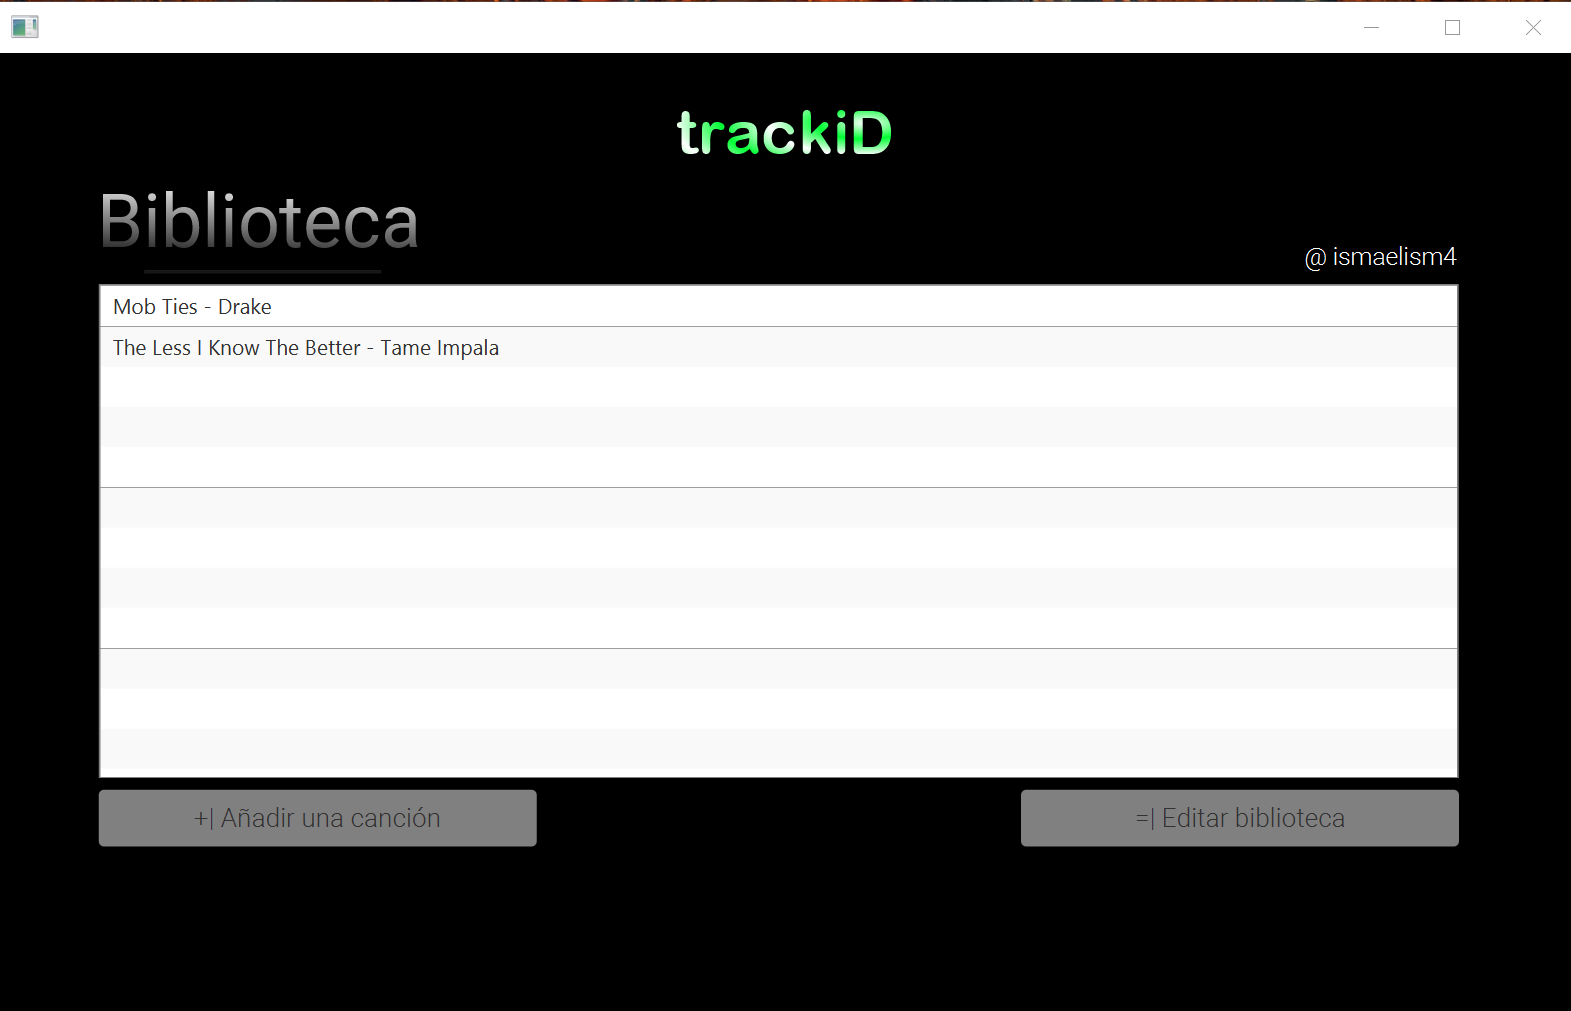 trackiD
Biblioteca
@ ismaelism4
Mob Ties - Drake
The Less I Know The Better - Tame Impala
+| Añadir una canción
=| Editar biblioteca